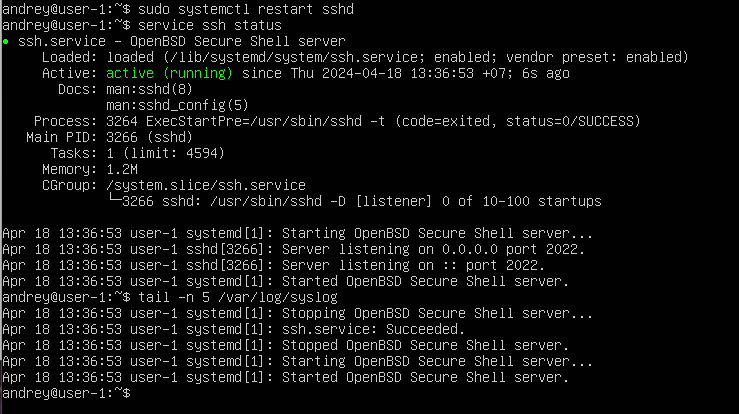 andrey@user-1:~$ sudo systemctl restart sshd
andrey@user-1:~$ service ssh status
● ssh.service - OpenBSD Secure Shell server
     Loaded: loaded (/lib/systemd/system/ssh.service; enabled; vendor preset: enabled)
     Active: active (running) since Thu 2024-04-18 13:36:53 +07; 6s ago
       Docs: man:sshd(8)
             man:sshd_config(5)
    Process: 3264 ExecStartPre=/usr/sbin/sshd -t (code=exited, status=0/SUCCESS)
   Main PID: 3266 (sshd)
      Tasks: 1 (limit: 4594)
     Memory: 1.2M
     CGroup: /system.slice/ssh.service
             └─3266 sshd: /usr/sbin/sshd -D [listener] 0 of 10-100 startups

Apr 18 13:36:53 user-1 systemd[1]: Starting OpenBSD Secure Shell server...
Apr 18 13:36:53 user-1 sshd[3266]: Server listening on 0.0.0.0 port 2022.
Apr 18 13:36:53 user-1 sshd[3266]: Server listening on :: port 2022.
Apr 18 13:36:53 user-1 systemd[1]: Started OpenBSD Secure Shell server.
andrey@user-1:~$ tail -n 5 /var/log/syslog
Apr 18 13:36:53 user-1 systemd[1]: Stopping OpenBSD Secure Shell server...
Apr 18 13:36:53 user-1 systemd[1]: ssh.service: Succeeded.
Apr 18 13:36:53 user-1 systemd[1]: Stopped OpenBSD Secure Shell server.
Apr 18 13:36:53 user-1 systemd[1]: Starting OpenBSD Secure Shell server...
Apr 18 13:36:53 user-1 systemd[1]: Started OpenBSD Secure Shell server.
andrey@user-1:~$